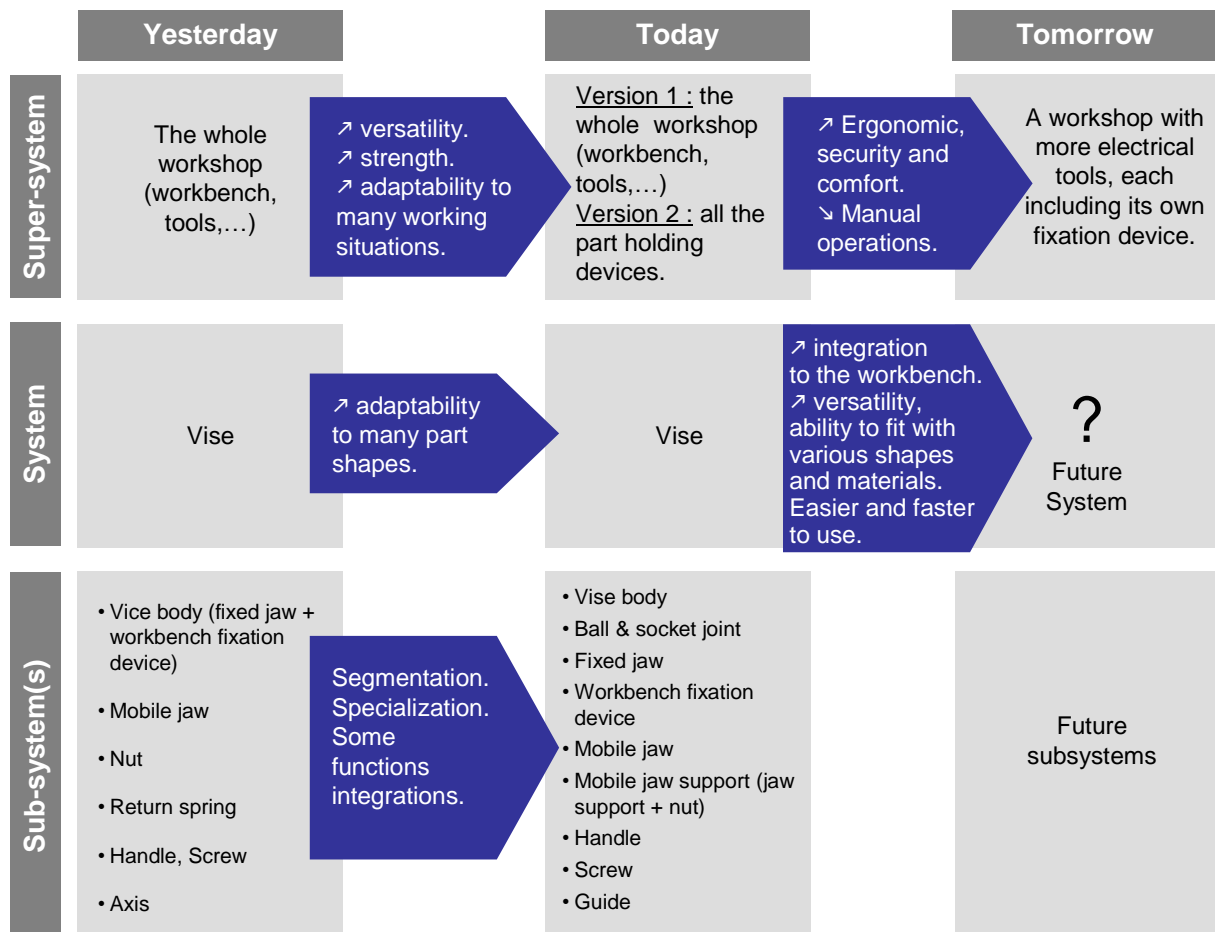 Yesterday
Today
Tomorrow
Super-system
The whole
workshop
(workbench,
tools,…)
↗ versatility.
↗ strength.
↗ adaptability to
many working
situations.
Version 1 : the
whole workshop
(workbench,
tools,…)
Version 2 : all the
part holding
devices.
↗ Ergonomic,
security and
comfort.
↘ Manual
operations.
A workshop with
more electrical
tools, each
including its own
fixation device.
System
Vise
↗ adaptability
to many part
shapes.
Vise
↗ integration
to the workbench.
↗ versatility,
ability to fit with
various shapes
and materials.
Easier and faster
to use.
?
Future
System
Sub-system(s)
• Vice body (fixed jaw +
workbench fixation
device)
• Mobile jaw
• Nut
• Return spring
• Handle, Screw
• Axis
Segmentation.
Specialization.
Some
functions
integrations.
• Vise body
• Ball & socket joint
• Fixed jaw
• Workbench fixation
device
• Mobile jaw
• Mobile jaw support (jaw
support + nut)
• Handle
• Screw
• Guide
Future
subsystems